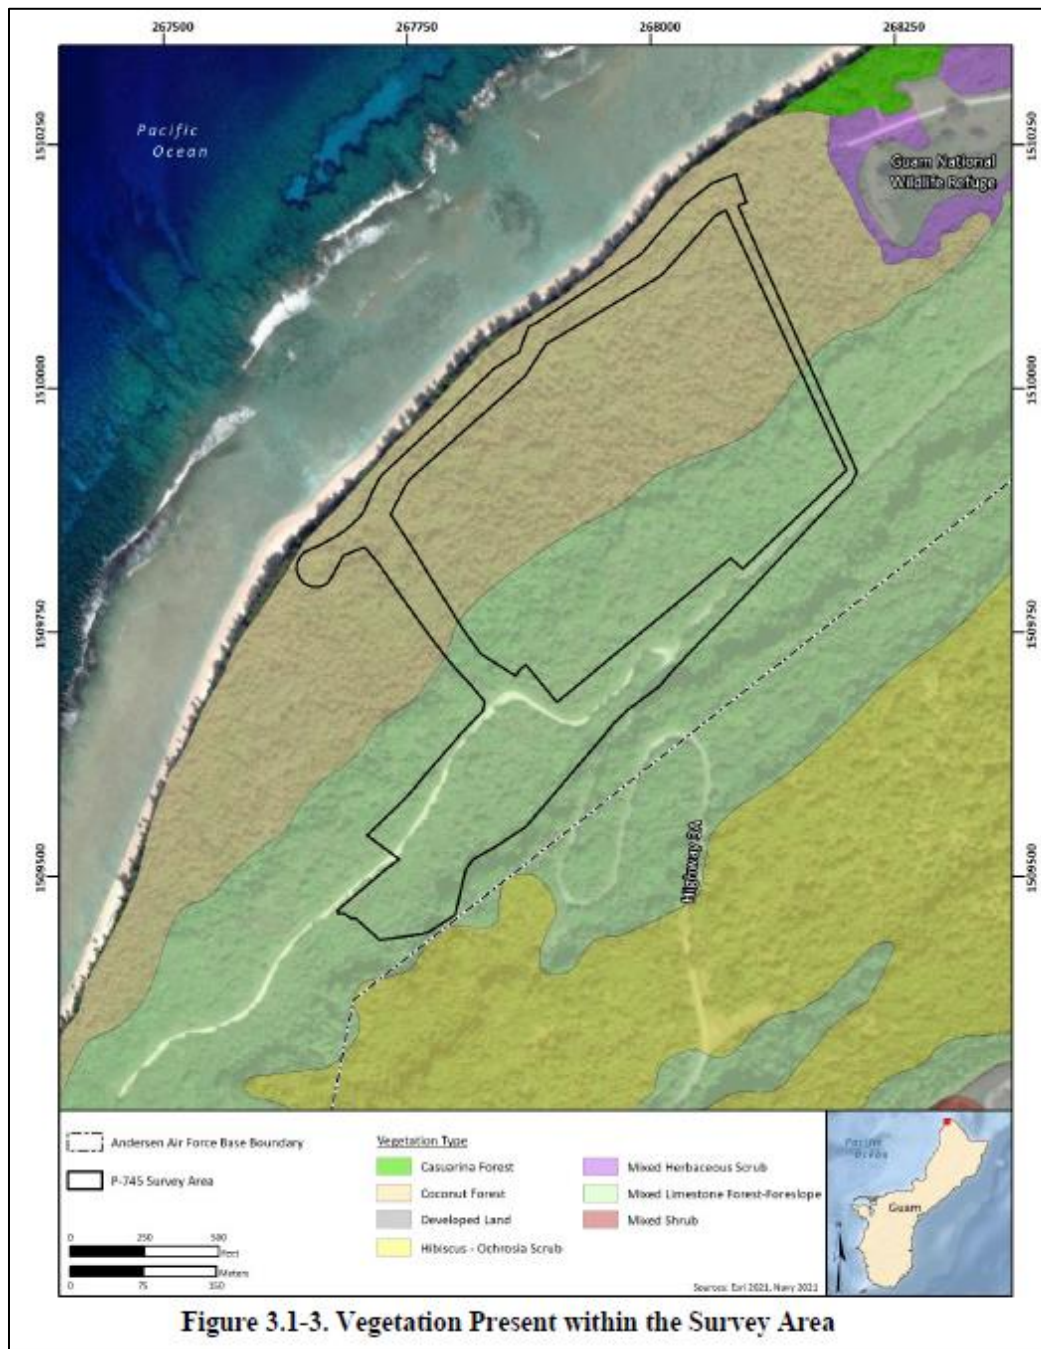 267500 267750 268000 268250
Pacific
Ocean
1510250 1510250
Guam National
Wildlife Refuge
1510000 1510000
1509750 1509750
Highway 3A
1509500 1509500
Andersen Air Force Base Boundary
P-745 Survey Area
0 250 500
Feet
Meters
0 75 150
Vegetation Type
Casuarina Forest
Coconut Forest
Developed Land
Hibiscus - Ochrosia Scrub
Mixed Herbaceous Scrub
Mixed Limestone Forest-Foreslope
Mixed Shrub
Sources: Esri 2021, Navy 2021
Pacific
Ocean
Guam
N
Figure 3.1-3. Vegetation Present within the Survey Area